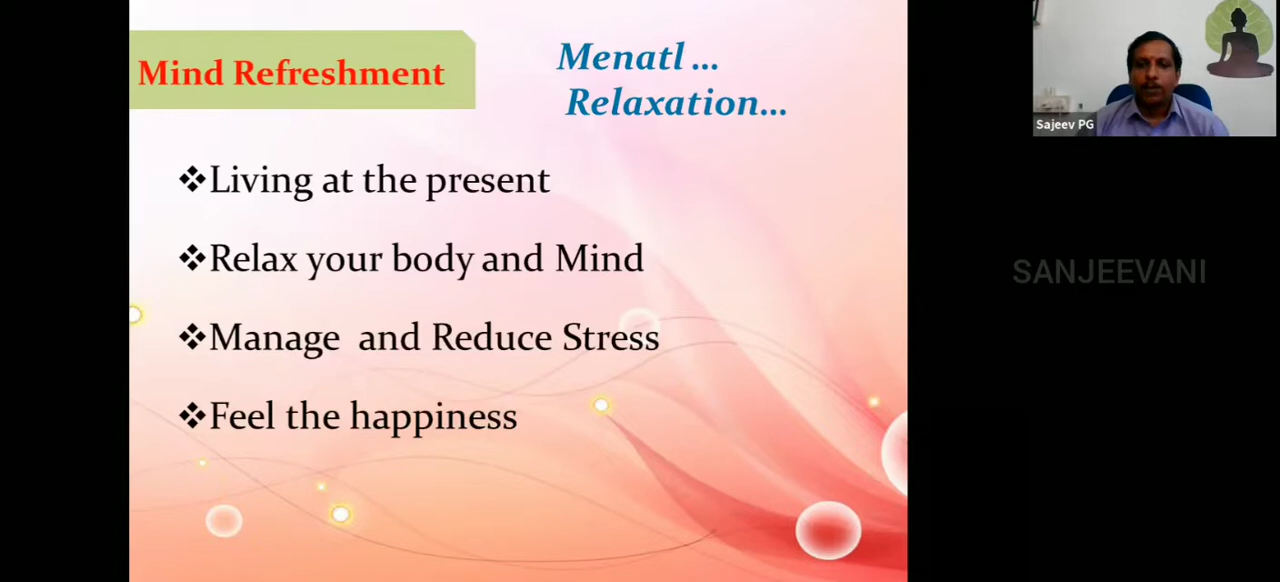 Mind Refreshment
Menatl ...
Relaxation...
❖Living at the present
❖Relax your body and Mind
❖Manage and Reduce Stress
❖Feel the happiness
Sajeev PG
SANJEEVANI